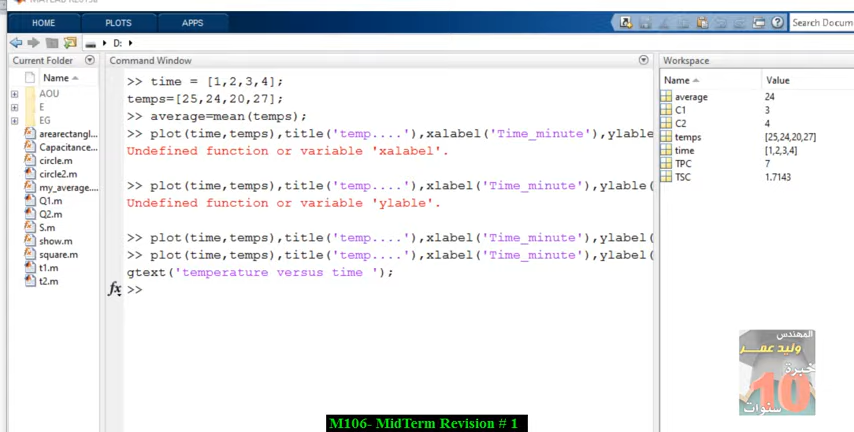 HOME PLOTS APPS
Search Docum
D:
Current Folder
Name
AOU
E
EG
arearectangl...
Capacitance
circle.m
circle2.m
my_average....
Q1.m
Q2.m
S.m
show.m
square.m
t1.m
t2.m
Command Window
>> time = [1,2,3,4];
temps=[25,24,20,27];
>> average=mean(temps);
>> plot(time,temps),title('temp....'),xalabel('Time_minute'),ylable
Undefined function or variable 'xalabel'.
>> plot(time,temps),title('temp....'),xlabel('Time_minute'),ylable(
Undefined function or variable 'ylable'.
>> plot(time,temps),title('temp....'),xlabel('Time_minute'),ylabel(
>> plot(time,temps),title('temp....'),xlabel('Time_minute'),ylabel(
gtext('temperature versus time ');
fx >>
Workspace
Name Value
average 24
C1 3
C2 4
temps [25,24,20,27]
time [1,2,3,4]
TPC 7
TSC 1.7143
المهندس
وليد عمر
خبرة
10
سنوات
M106- MidTerm Revision # 1